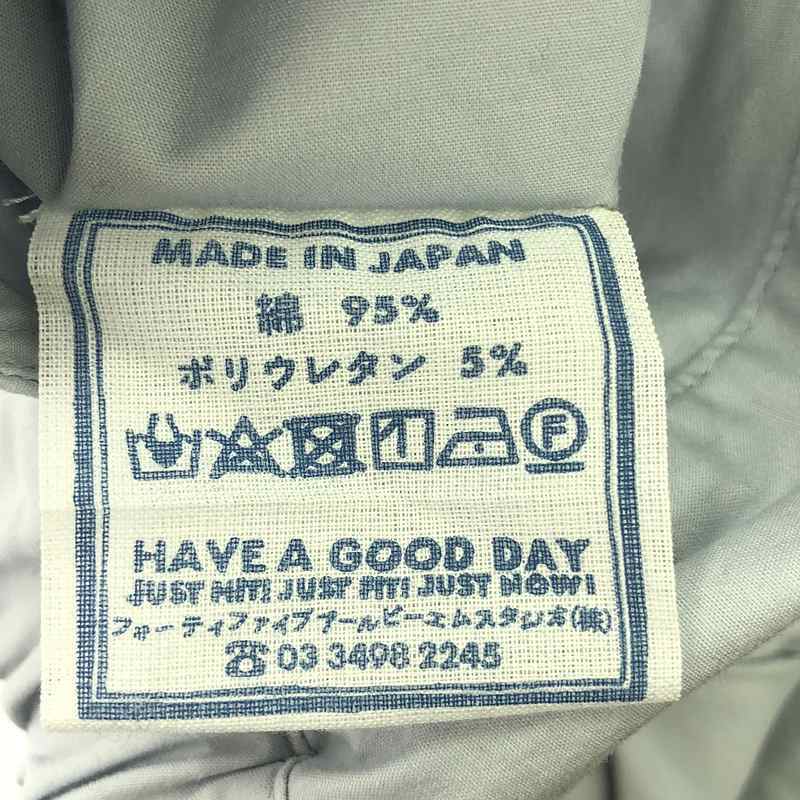 MADE IN JAPAN
綿 95%
ポリウレタン 5%
F
HAVE A GOOD DAY
JUST HIT! JUST FIT! JUST NOW!
フォーティファイブアールピーエムスタジオ(株)
☎ 03 3498 2245